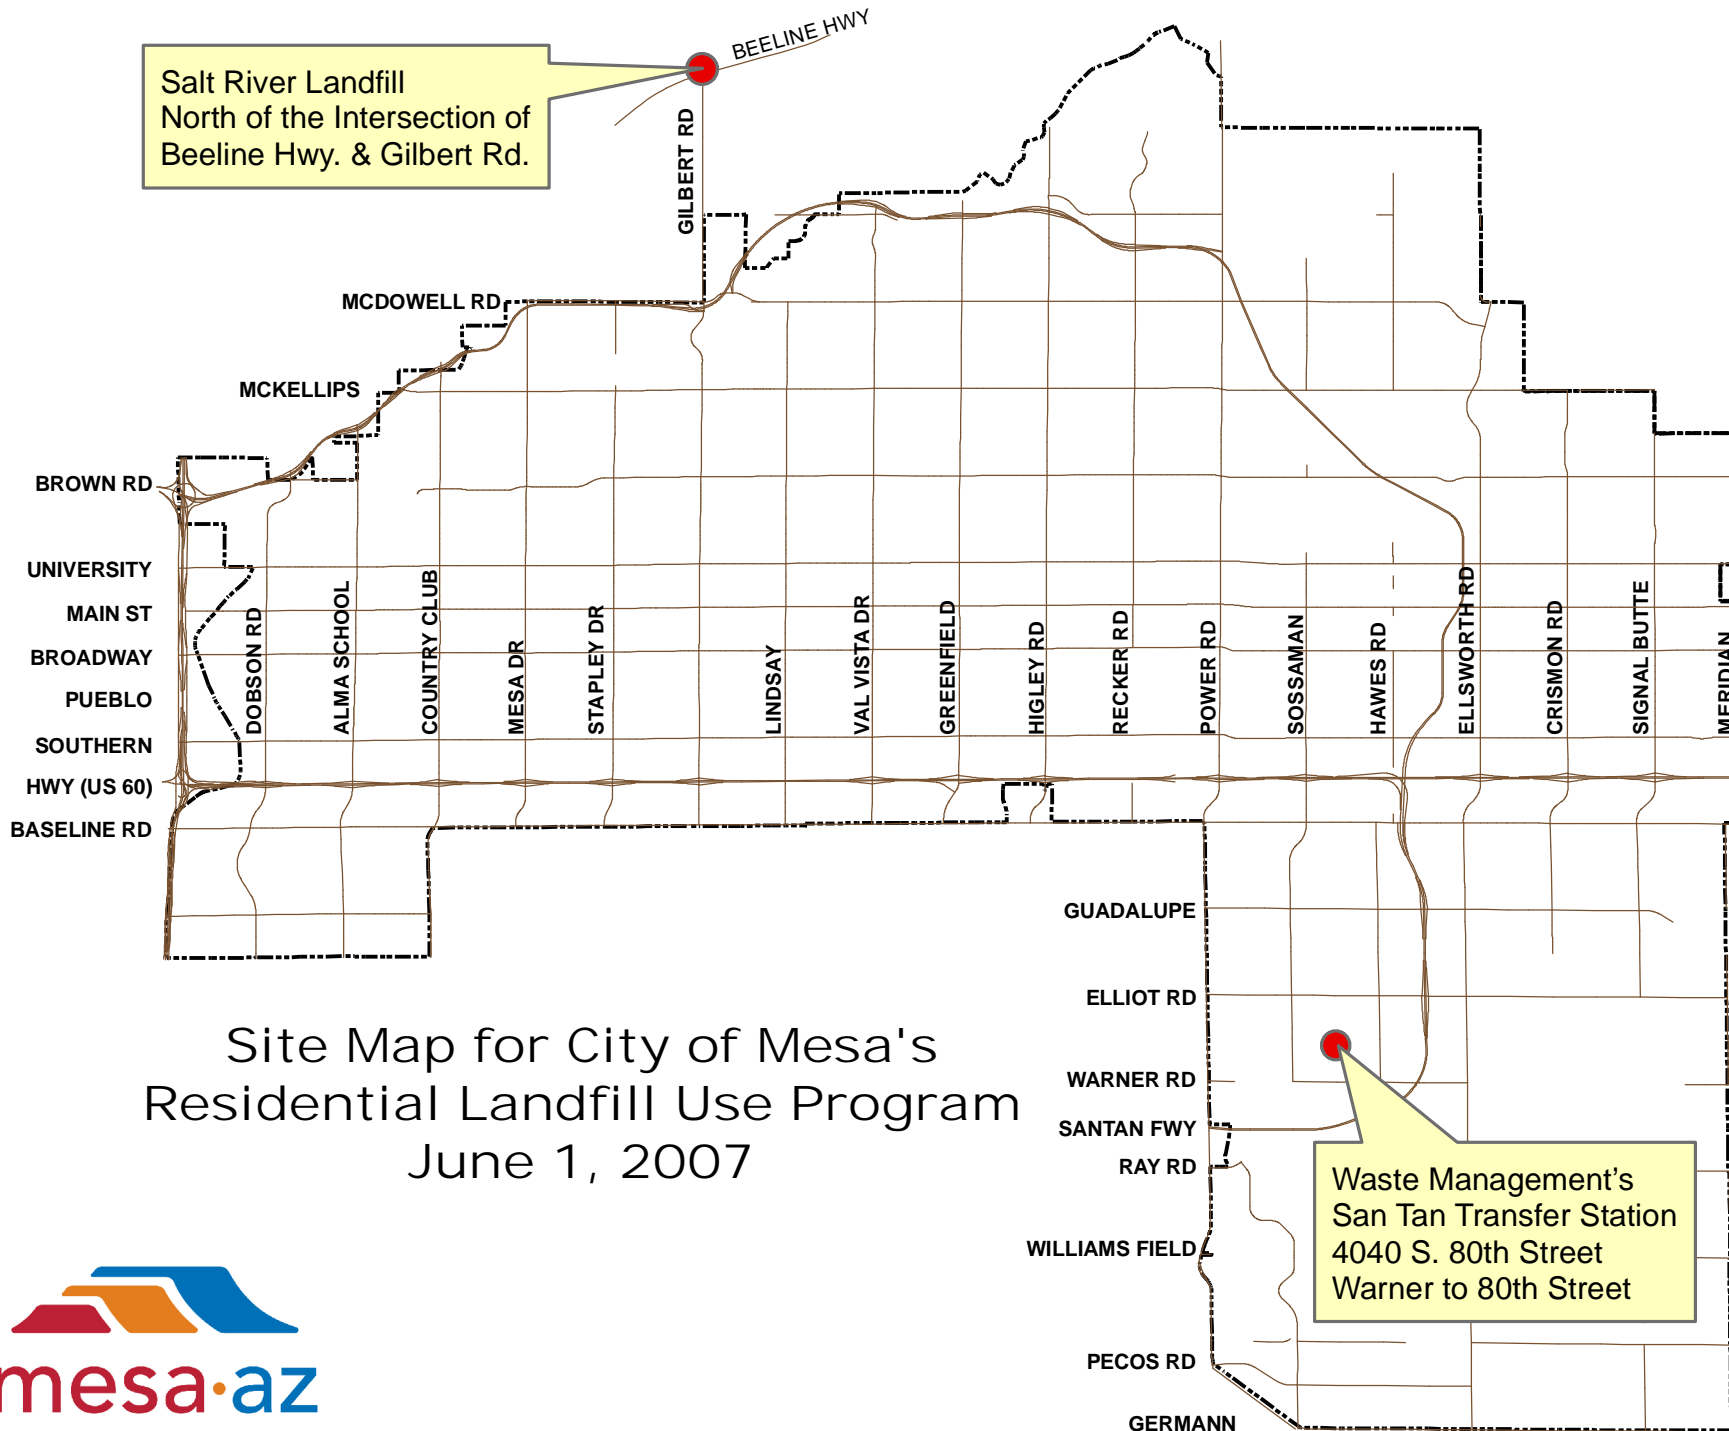 BEELINE HWY
Salt River Landfill
North of the Intersection of
Beeline Hwy. & Gilbert Rd.
GILBERT RD
MCDOWELL RD
MCKELLIPS
BROWN RD
UNIVERSITY
MAIN ST
BROADWAY
PUEBLO
SOUTHERN
HWY (US 60)
BASELINE RD
DOBSON RD
ALMA SCHOOL
COUNTRY CLUB
MESA DR
STAPLEY DR
LINDSAY
VAL VISTA DR
GREENFIELD
HIGLEY RD
RECKER RD
POWER RD
SOSSAMAN
HAWES RD
ELLSWORTH RD
CRISMON RD
SIGNAL BUTTE
MERIDIAN
GUADALUPE
ELLIOT RD
WARNER RD
SANTAN FWY
RAY RD
WILLIAMS FIELD
PECOS RD
GERMANN
Site Map for City of Mesa's
Residential Landfill Use Program
June 1, 2007
Waste Management’s
San Tan Transfer Station
4040 S. 80th Street
Warner to 80th Street
mesa·az